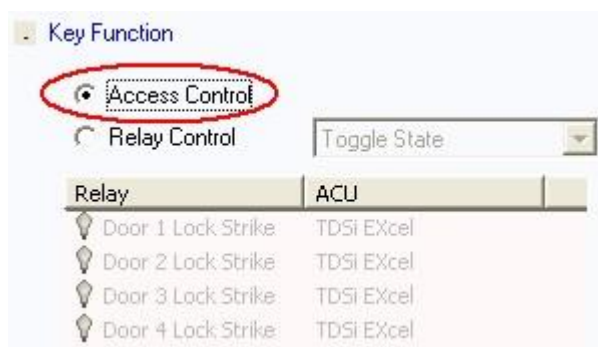 Key Function
Access Control
Relay Control Toggle State
Relay ACU
Door 1 Lock Strike TDSi EXcel
Door 2 Lock Strike TDSi EXcel
Door 3 Lock Strike TDSi EXcel
Door 4 Lock Strike TDSi EXcel